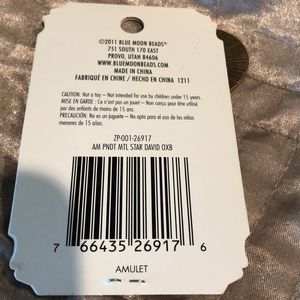 ©2011 BLUE MOON BEADS®
751 SOUTH 170 EAST
PROVO, UTAH 84606
WWW.BLUEMOONBEADS.COM
MADE IN CHINA
FABRIQUÉ EN CHINE / HECHO EN CHINA 1211
CAUTION: Not a toy – Not intended for use by children under 15 years.
MISE EN GARDE : Ce n'est pas un jouet – Non conçu pour être utilisé
par des enfants de moins de 15 ans.
PRECAUCIÓN: No es un juguete – No apto para el uso de niños
menores de 15 años.
ZP-001-26917
AM PNDT MTL STAR DAVID OXB
7 66435 26917 6
AMULET